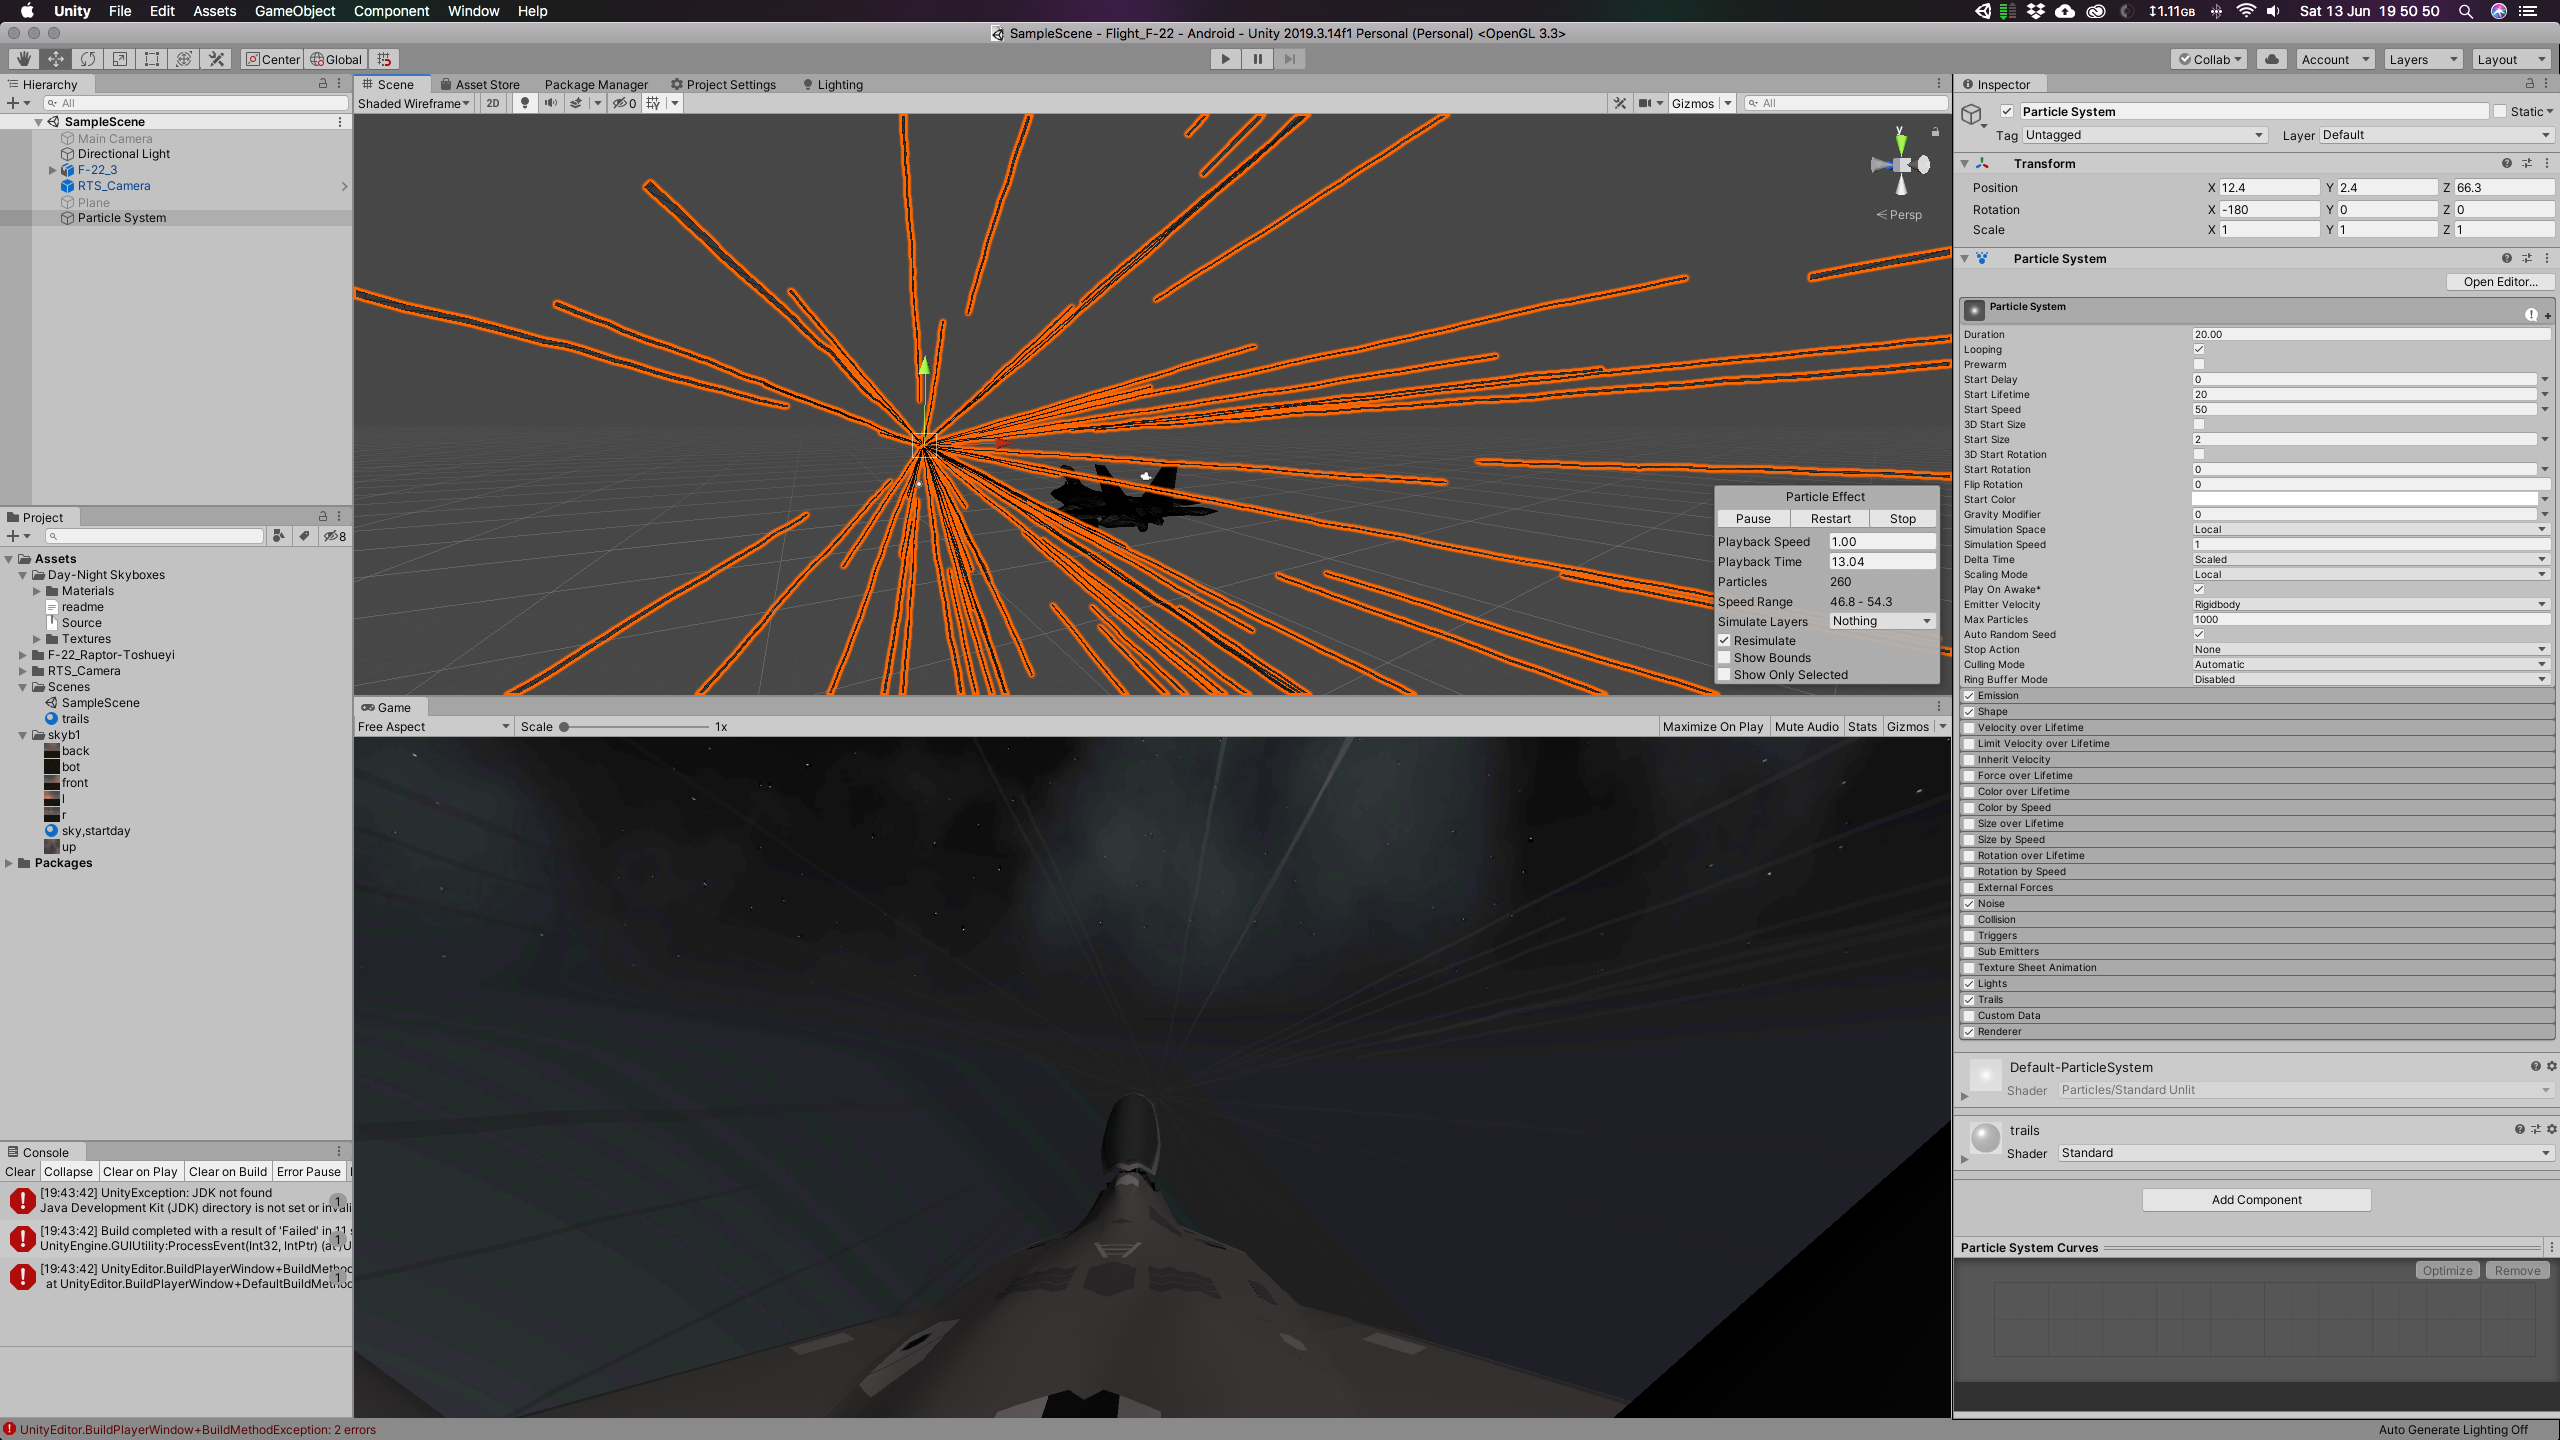 Unity File Edit Assets GameObject Component Window Help
1.11GB Sat 13 Jun 19 50 50
SampleScene - Flight_F-22 - Android - Unity 2019.3.14f1 Personal (Personal) <OpenGL 3.3>
Center Global
Collab Account Layers Layout
Hierarchy
All
SampleScene
Main Camera
Directional Light
F-22_3
RTS_Camera
Plane
Particle System
Scene Asset Store Package Manager Project Settings Lighting
Shaded Wireframe 2D 0 Gizmos All
y
Persp
Particle Effect
Pause Restart Stop
Playback Speed 1.00
Playback Time 13.04
Particles 260
Speed Range 46.8 - 54.3
Simulate Layers Nothing
Resimulate
Show Bounds
Show Only Selected
Project
8
Assets
Day-Night Skyboxes
Materials
readme
Source
Textures
F-22_Raptor-Toshueyi
RTS_Camera
Scenes
SampleScene
trails
skyb1
back
bot
front
l
r
sky,startday
up
Packages
Game
Free Aspect Scale 1x Maximize On Play Mute Audio Stats Gizmos
Console
Clear Collapse Clear on Play Clear on Build Error Pause
[19:43:42] UnityException: JDK not found
Java Development Kit (JDK) directory is not set or invali
1
[19:43:42] Build completed with a result of 'Failed' in 11 s
UnityEngine.GUIUtility:ProcessEvent(Int32, IntPtr) (at /U
1
[19:43:42] UnityEditor.BuildPlayerWindow+BuildMethod
at UnityEditor.BuildPlayerWindow+DefaultBuildMethod
1
UnityEditor.BuildPlayerWindow+BuildMethodException: 2 errors
Inspector
Particle System Static
Tag Untagged Layer Default
Transform
Position X 12.4 Y 2.4 Z 66.3
Rotation X -180 Y 0 Z 0
Scale X 1 Y 1 Z 1
Particle System
Open Editor...
Particle System
Duration 20.00
Looping
Prewarm
Start Delay 0
Start Lifetime 20
Start Speed 50
3D Start Size
Start Size 2
3D Start Rotation
Start Rotation 0
Flip Rotation 0
Start Color
Gravity Modifier 0
Simulation Space Local
Simulation Speed 1
Delta Time Scaled
Scaling Mode Local
Play On Awake*
Emitter Velocity Rigidbody
Max Particles 1000
Auto Random Seed
Stop Action None
Culling Mode Automatic
Ring Buffer Mode Disabled
Emission
Shape
Velocity over Lifetime
Limit Velocity over Lifetime
Inherit Velocity
Force over Lifetime
Color over Lifetime
Color by Speed
Size over Lifetime
Size by Speed
Rotation over Lifetime
Rotation by Speed
External Forces
Noise
Collision
Triggers
Sub Emitters
Texture Sheet Animation
Lights
Trails
Custom Data
Renderer
Default-ParticleSystem
Shader Particles/Standard Unlit
trails
Shader Standard
Add Component
Particle System Curves
Optimize Remove
Auto Generate Lighting Off